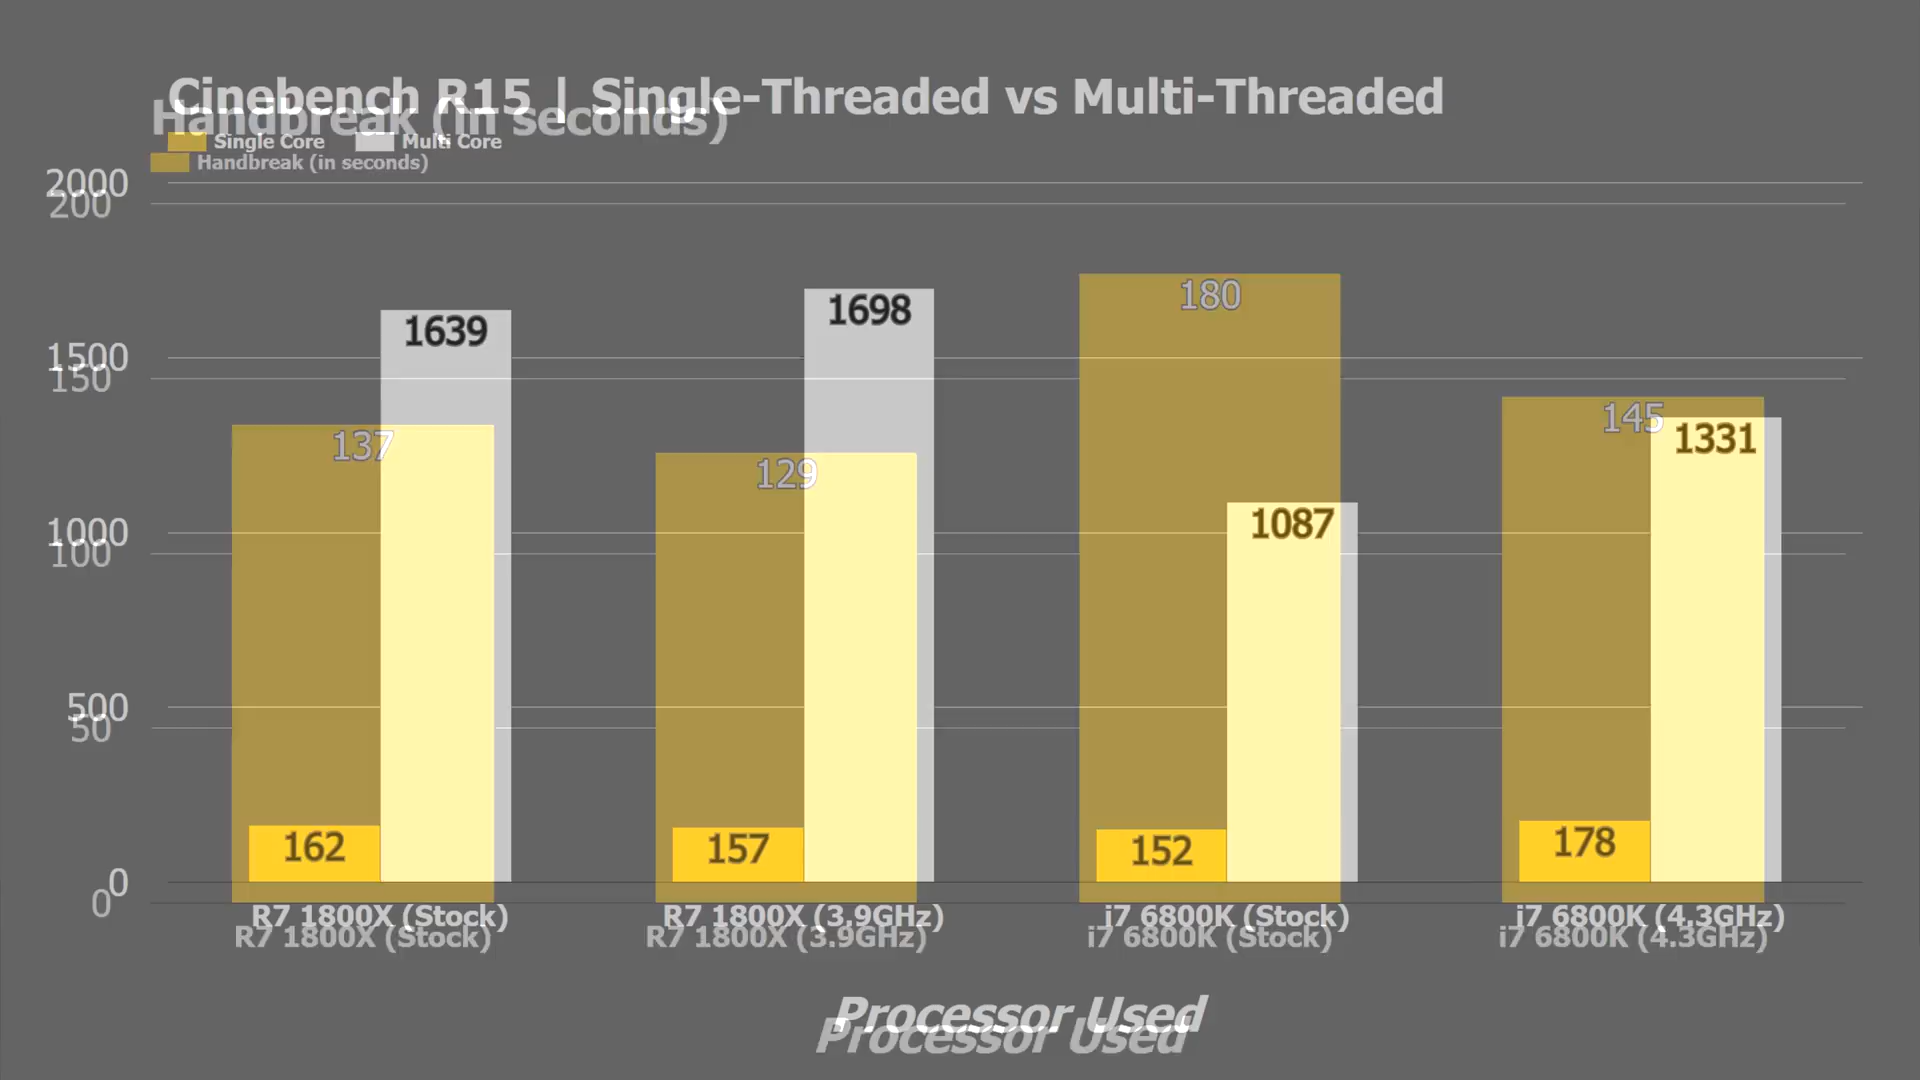 Cinebench R15 | Single-Threaded vs Multi-Threaded
Handbreak (in seconds)
Single Core Multi Core
Handbreak (in seconds)
2000
200
1500
150
1000
100
500
50
0
0
1639
1698
180
137
129
1087
145
1331
162
157
152
178
R7 1800X (Stock) R7 1800X (3.9GHz) i7 6800K (Stock) i7 6800K (4.3GHz)
R7 1800X (Stock) R7 1800X (3.9GHz) i7 6800K (Stock) i7 6800K (4.3GHz)
Processor Used
Processor Used